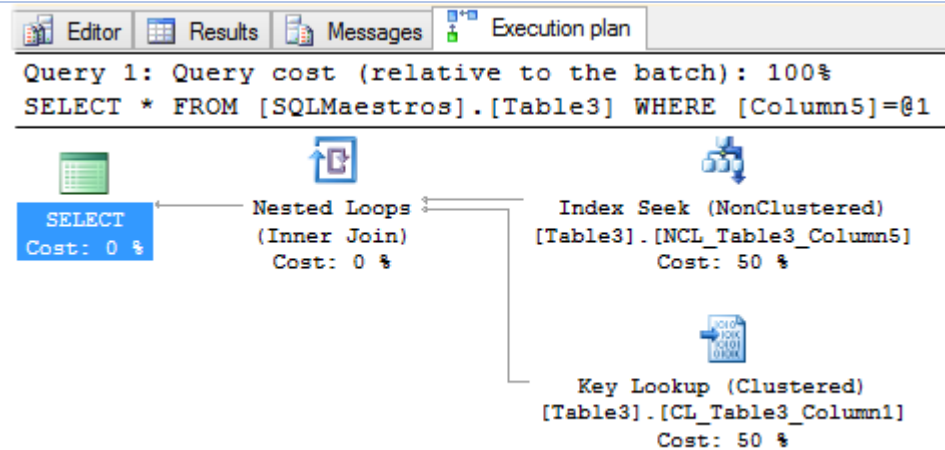 Editor Results Messages Execution plan
Query 1: Query cost (relative to the batch): 100%
SELECT * FROM [SQLMaestros].[Table3] WHERE [Column5]=@1
SELECT
Cost: 0 %
Nested Loops
(Inner Join)
Cost: 0 %
Index Seek (NonClustered)
[Table3].[NCL_Table3_Column5]
Cost: 50 %
Key Lookup (Clustered)
[Table3].[CL_Table3_Column1]
Cost: 50 %